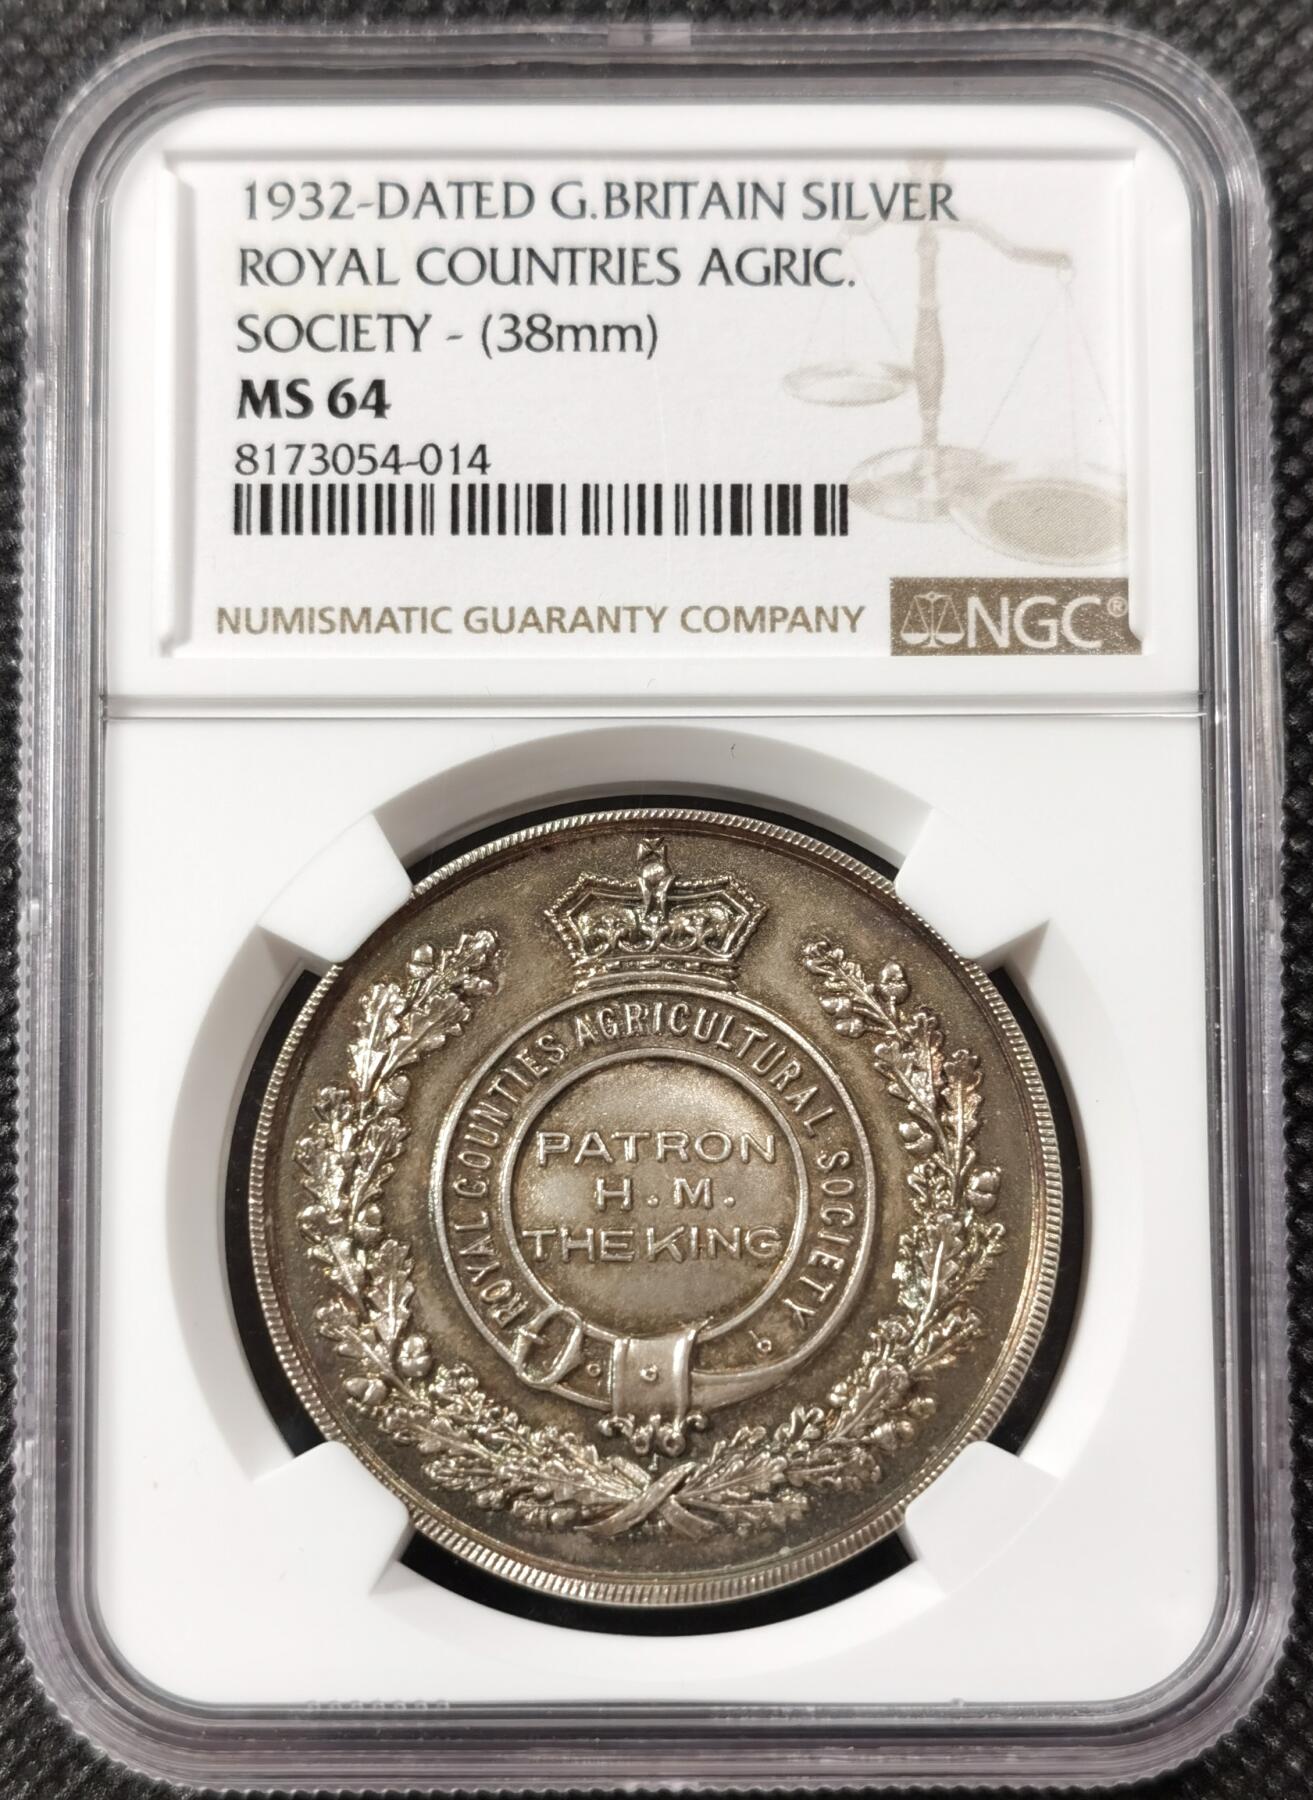 1932-DATED G.BRITAIN SILVER
ROYAL COUNTRIES AGRIC.
SOCIETY - (38mm)
MS 64
8173054-014
NUMISMATIC GUARANTY COMPANY
NGC®
ROYAL COUNTIES AGRICULTURAL SOCIETY
PATRON
H.M.
THE KING